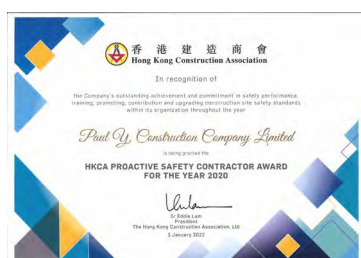 香港建造商會
Hong Kong Construction Association
In recognition of
the Company's outstanding achievement and commitment in safety performance,
training, promoting, contribution and upgrading construction site safety standards
within its organization throughout the year
Paul Y. Construction Company Limited
is being granted the
HKCA PROACTIVE SAFETY CONTRACTOR AWARD
FOR THE YEAR 2020
Sr Eddie Lam
President
The Hong Kong Construction Association, Ltd
3 January 2022